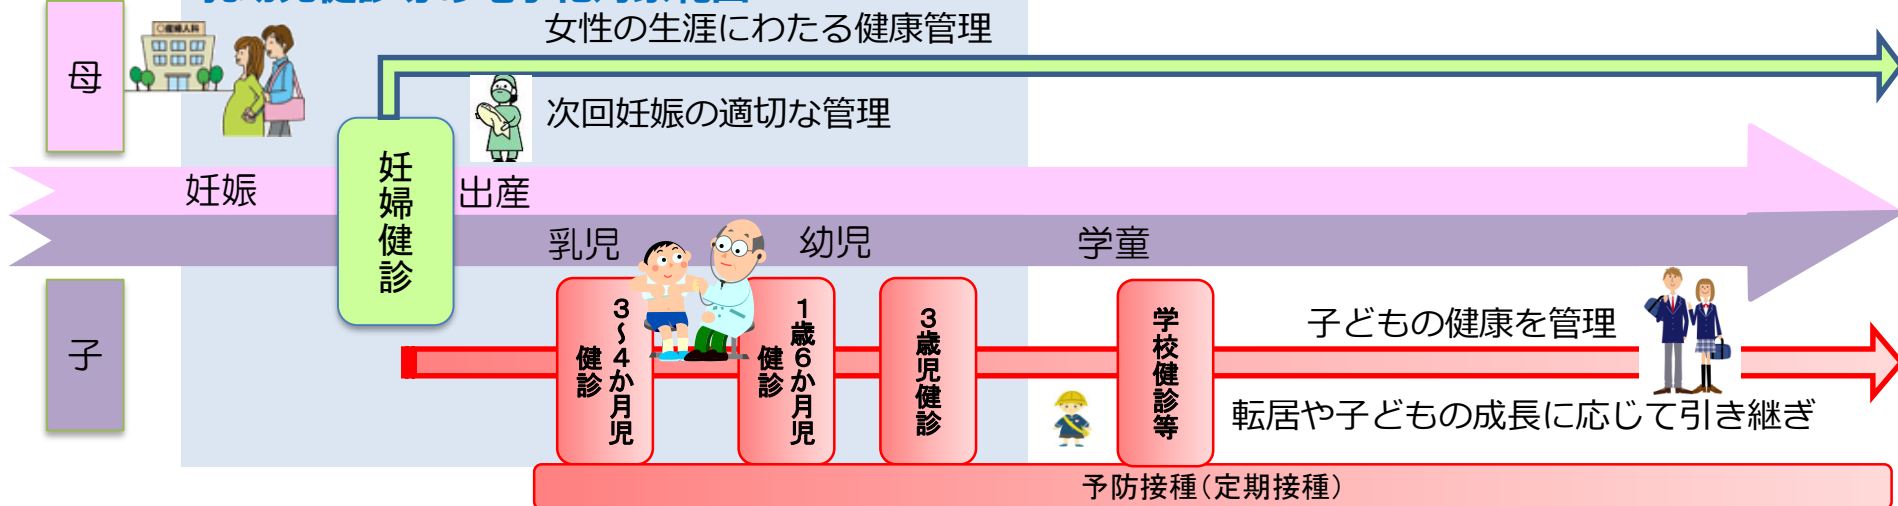 女性の生涯にわたる健康管理
産婦人科
母
次回妊娠の適切な管理
妊婦健診
妊娠
出産
乳児
幼児
学童
子
3～4か月児
健診
1歳6か月児
健診
3歳児健診
学校健診等
子どもの健康を管理
転居や子どもの成長に応じて引き継ぎ
予防接種（定期接種）